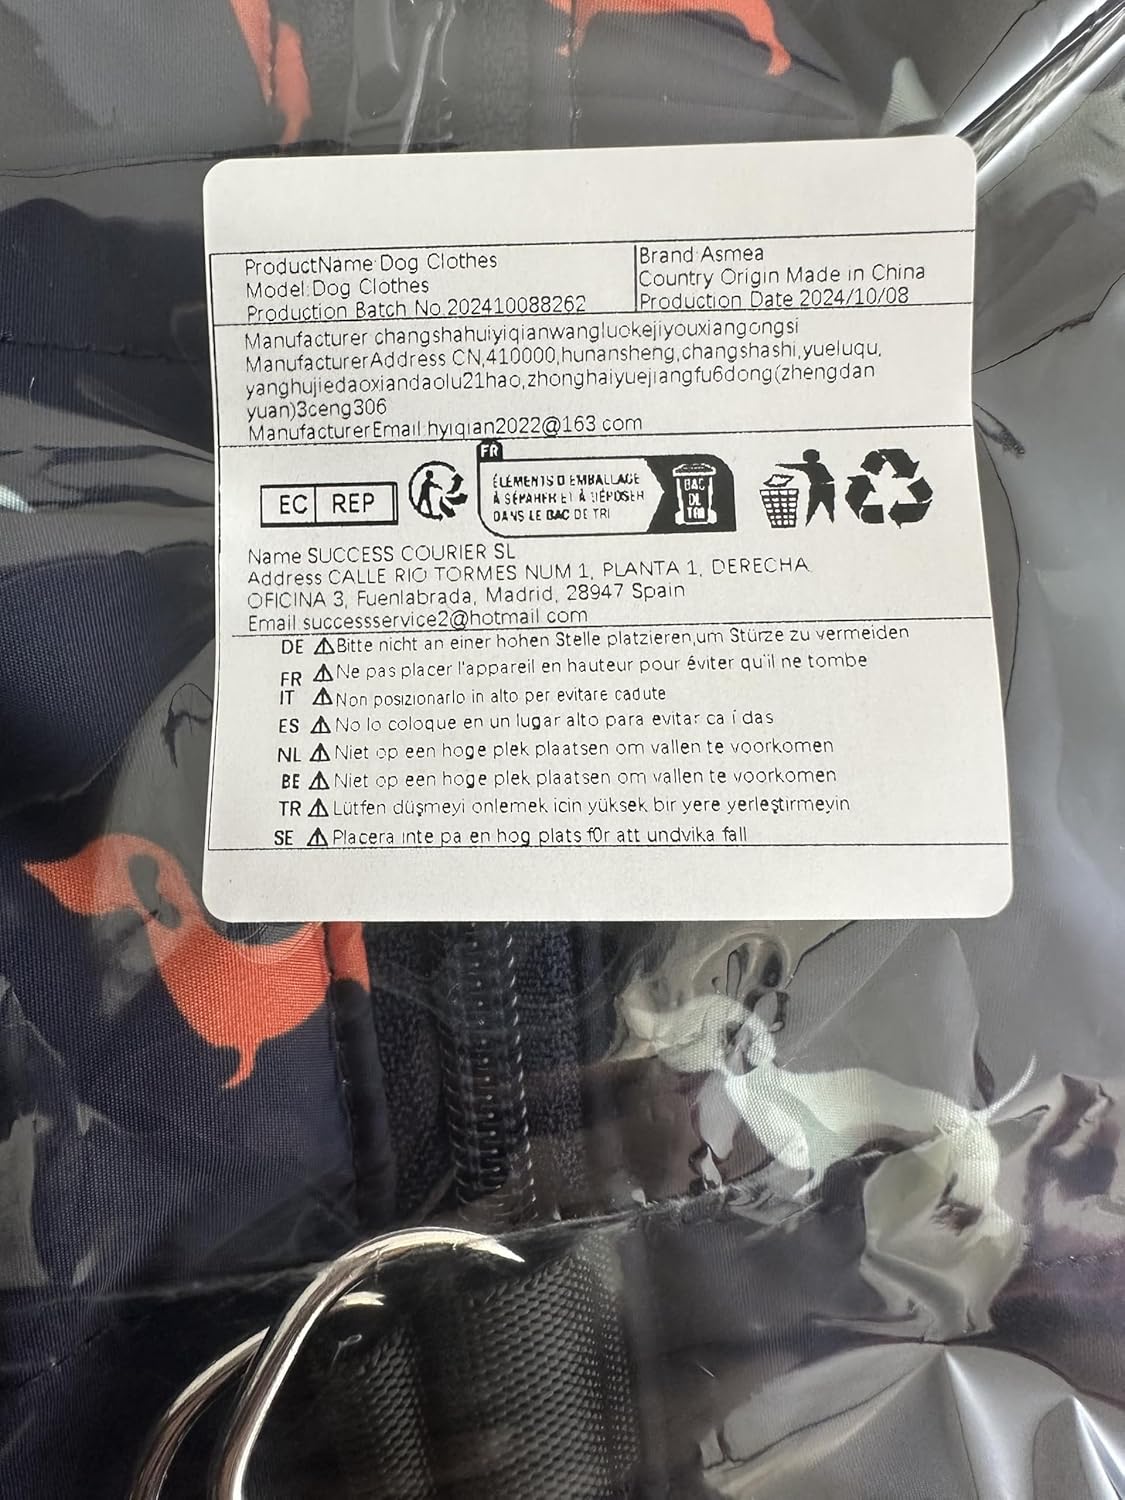 ProductName:Dog Clothes
Model:Dog Clothes
Production Batch No.202410088262
Brand:Asmea
Country Origin Made in China
Production Date 2024/10/08
Manufacturer changshahuiyiqianwangluokejiyouxiangongsi
ManufacturerAddress CN,410000,hunansheng,changshashi,yueluqu,
yanghujiedaoxiandaolu21hao,zhonghaiyuejiangfu6dong(zhengdan
yuan)3ceng306
ManufacturerEmail:hyiqian2022@163.com
EC REP
FR
ÉLÉMENTS D'EMBALLAGE
À SÉPARER ET À DÉPOSER
DANS LE BAC DE TRI
BAC
DE
TRI
Name SUCCESS COURIER SL
Address CALLE RIO TORMES NUM 1, PLANTA 1, DERECHA
OFICINA 3, Fuenlabrada, Madrid, 28947 Spain
Email:successservice2@hotmail.com
DE ⚠Bitte nicht an einer hohen Stelle platzieren,um Stürze zu vermeiden
FR ⚠Ne pas placer l'appareil en hauteur pour éviter qu'il ne tombe
IT ⚠Non posizionarlo in alto per evitare cadute
ES ⚠No lo coloque en un lugar alto para evitar ca í das
NL ⚠Niet op een hoge plek plaatsen om vallen te voorkomen
BE ⚠Niet op een hoge plek plaatsen om vallen te voorkomen
TR ⚠Lütfen düşmeyi onlemek icin yüksek bir yere yerleştirmeyin
SE ⚠Placera inte pa en hog plats f0r att undvika fall